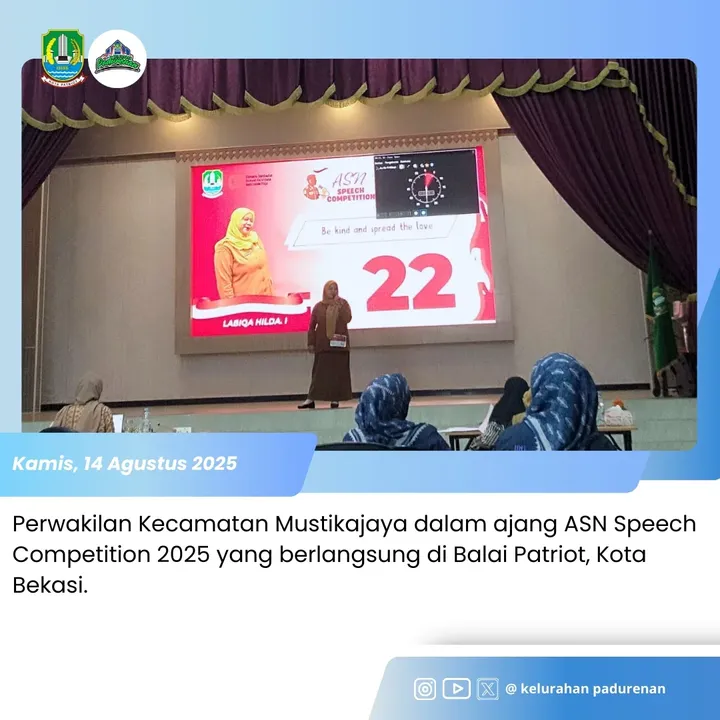 ASN
SPEECH
COMPETITION
Be kind and spread the love
22
LABIQA HILDA. I
Kamis, 14 Agustus 2025
Perwakilan Kecamatan Mustikajaya dalam ajang ASN Speech
Competition 2025 yang berlangsung di Balai Patriot, Kota
Bekasi.
@ kelurahan padurenan